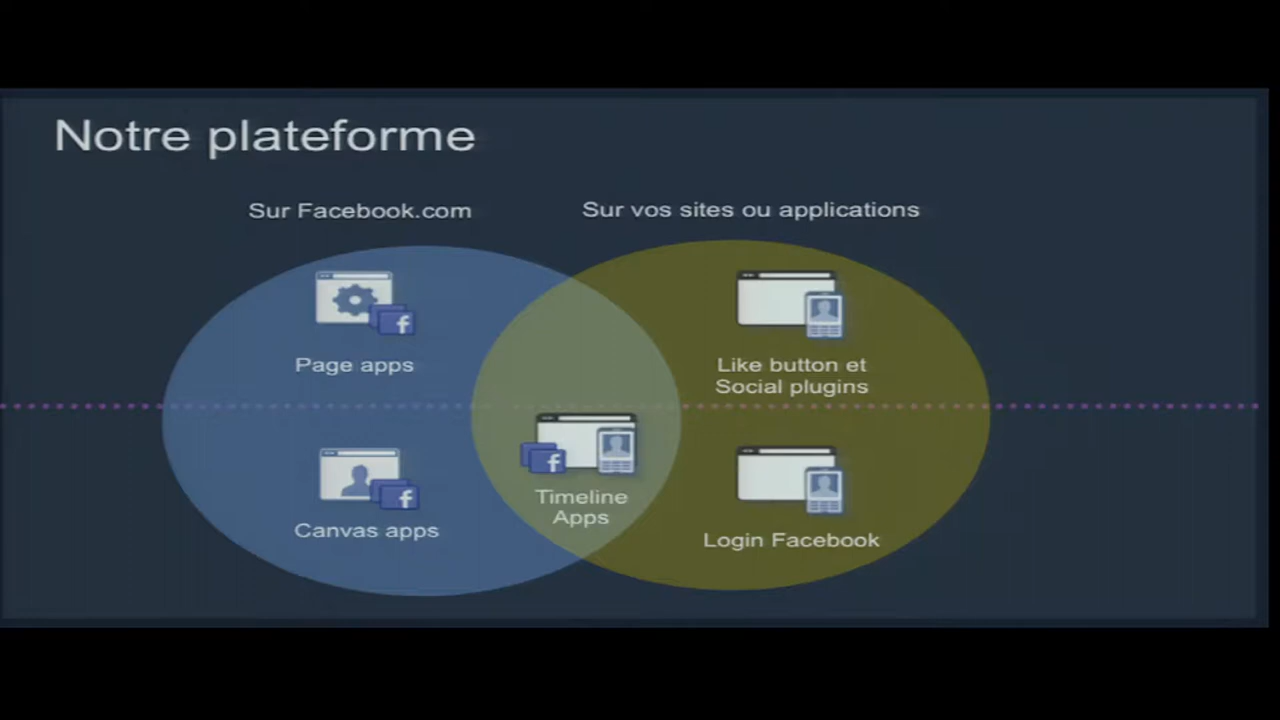 Notre plateforme
Sur Facebook.com
Sur vos sites ou applications
Page apps
Like button et
Social plugins
Timeline
Apps
Canvas apps
Login Facebook